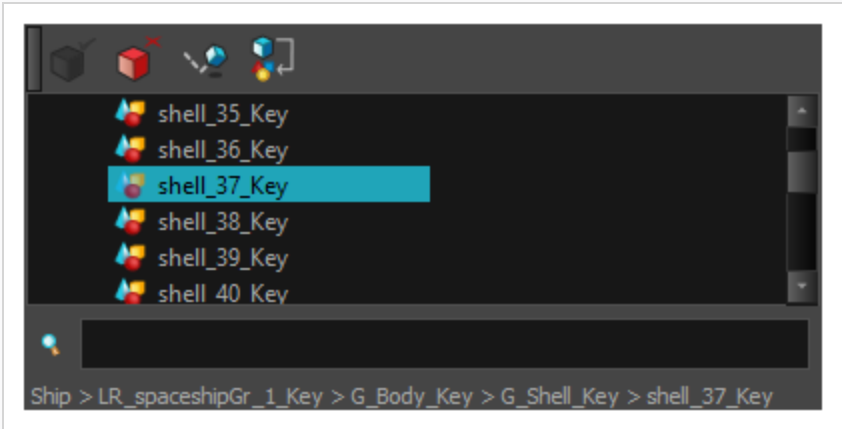 shell_35_Key
shell_36_Key
shell_37_Key
shell_38_Key
shell_39_Key
shell_40_Key
Ship > LR_spaceshipGr_1_Key > G_Body_Key > G_Shell_Key > shell_37_Key